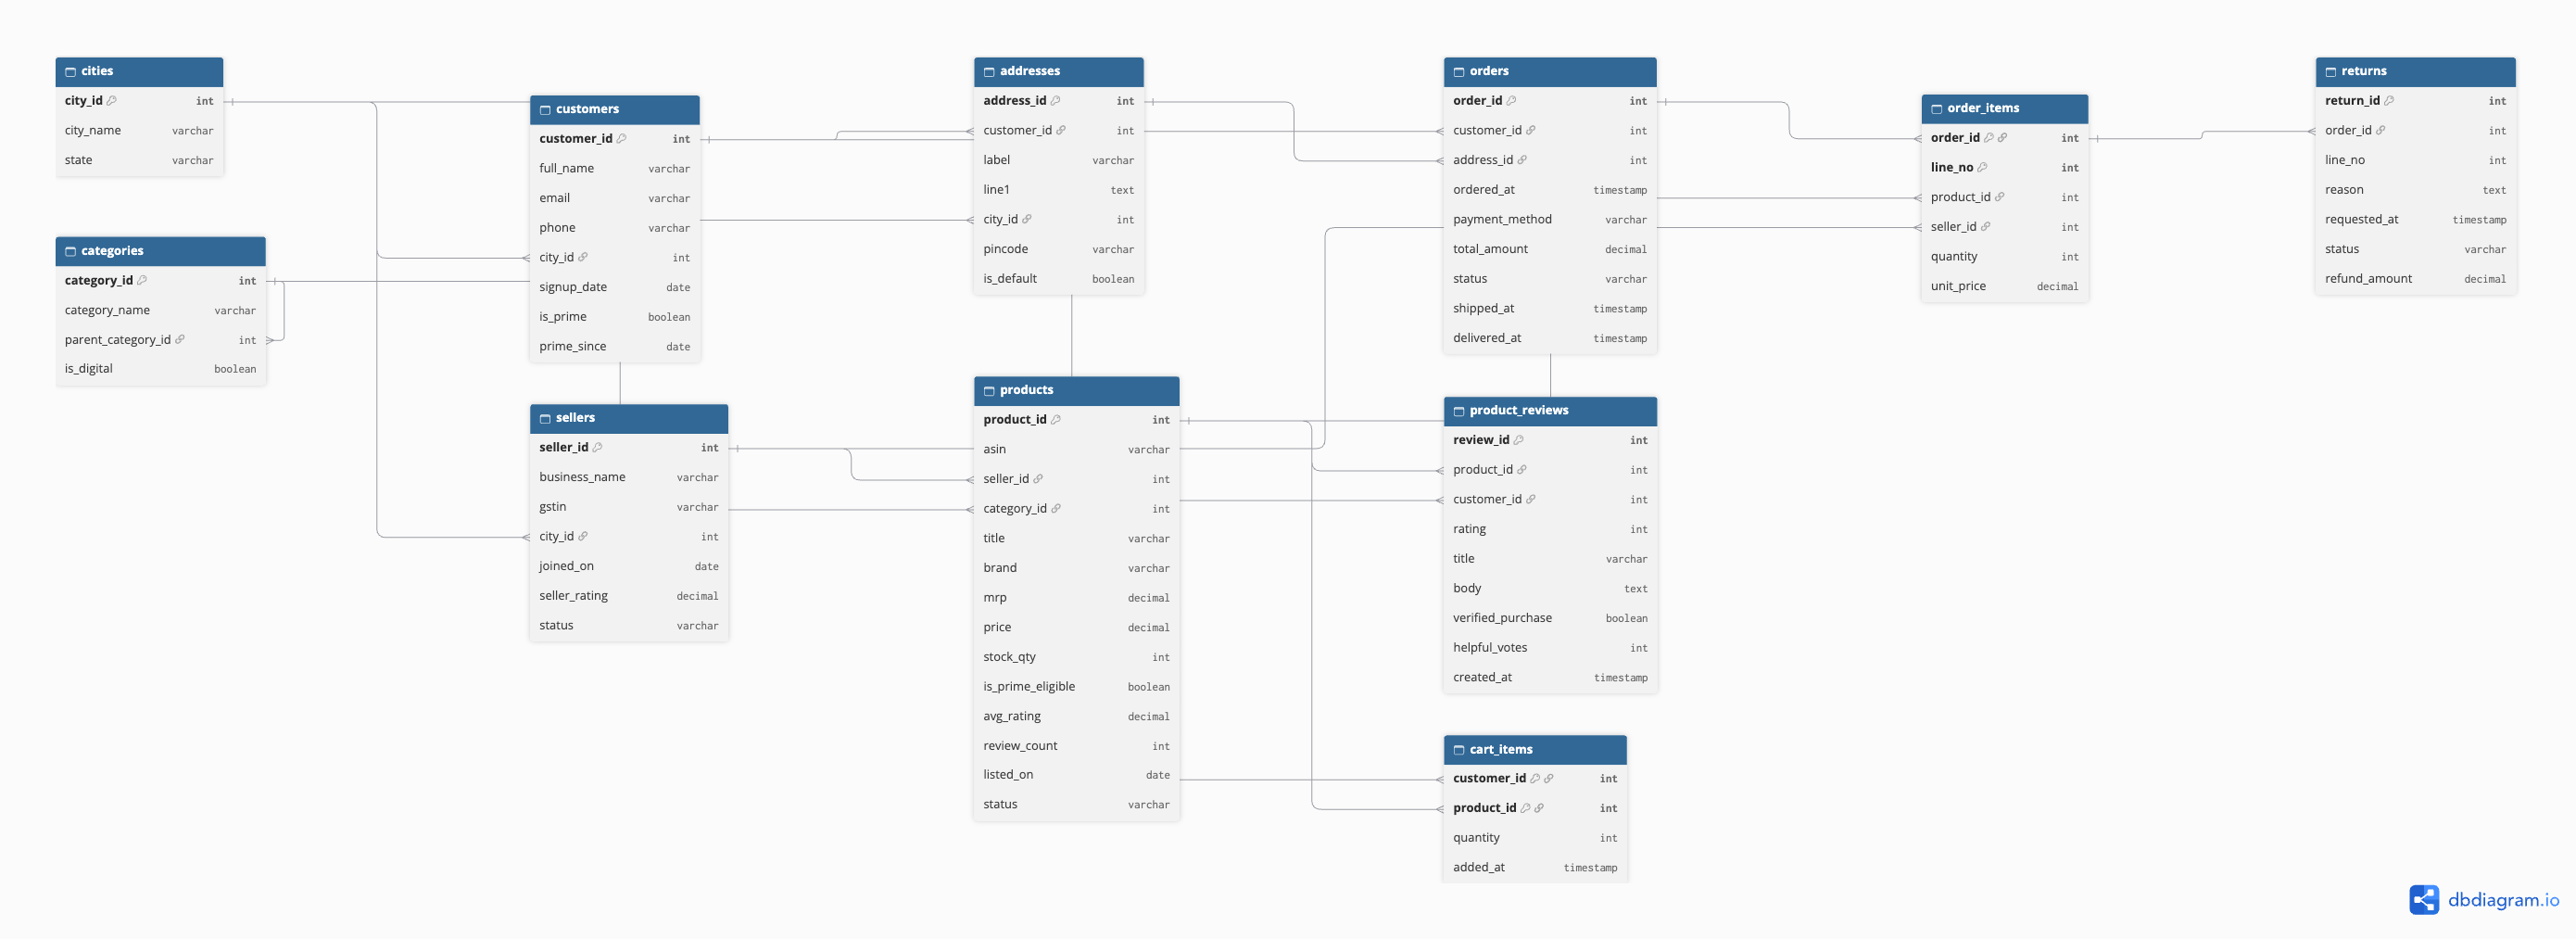 cities
city_id int
city_name varchar
state varchar
categories
category_id int
category_name varchar
parent_category_id int
is_digital boolean
customers
customer_id int
full_name varchar
email varchar
phone varchar
city_id int
signup_date date
is_prime boolean
prime_since date
sellers
seller_id int
business_name varchar
gstin varchar
city_id int
joined_on date
seller_rating decimal
status varchar
addresses
address_id int
customer_id int
label varchar
line1 text
city_id int
pincode varchar
is_default boolean
products
product_id int
asin varchar
seller_id int
category_id int
title varchar
brand varchar
mrp decimal
price decimal
stock_qty int
is_prime_eligible boolean
avg_rating decimal
review_count int
listed_on date
status varchar
orders
order_id int
customer_id int
address_id int
ordered_at timestamp
payment_method varchar
total_amount decimal
status varchar
shipped_at timestamp
delivered_at timestamp
product_reviews
review_id int
product_id int
customer_id int
rating int
title varchar
body text
verified_purchase boolean
helpful_votes int
created_at timestamp
cart_items
customer_id int
product_id int
quantity int
added_at timestamp
order_items
order_id int
line_no int
product_id int
seller_id int
quantity int
unit_price decimal
returns
return_id int
order_id int
line_no int
reason text
requested_at timestamp
status varchar
refund_amount decimal
dbdiagram.io